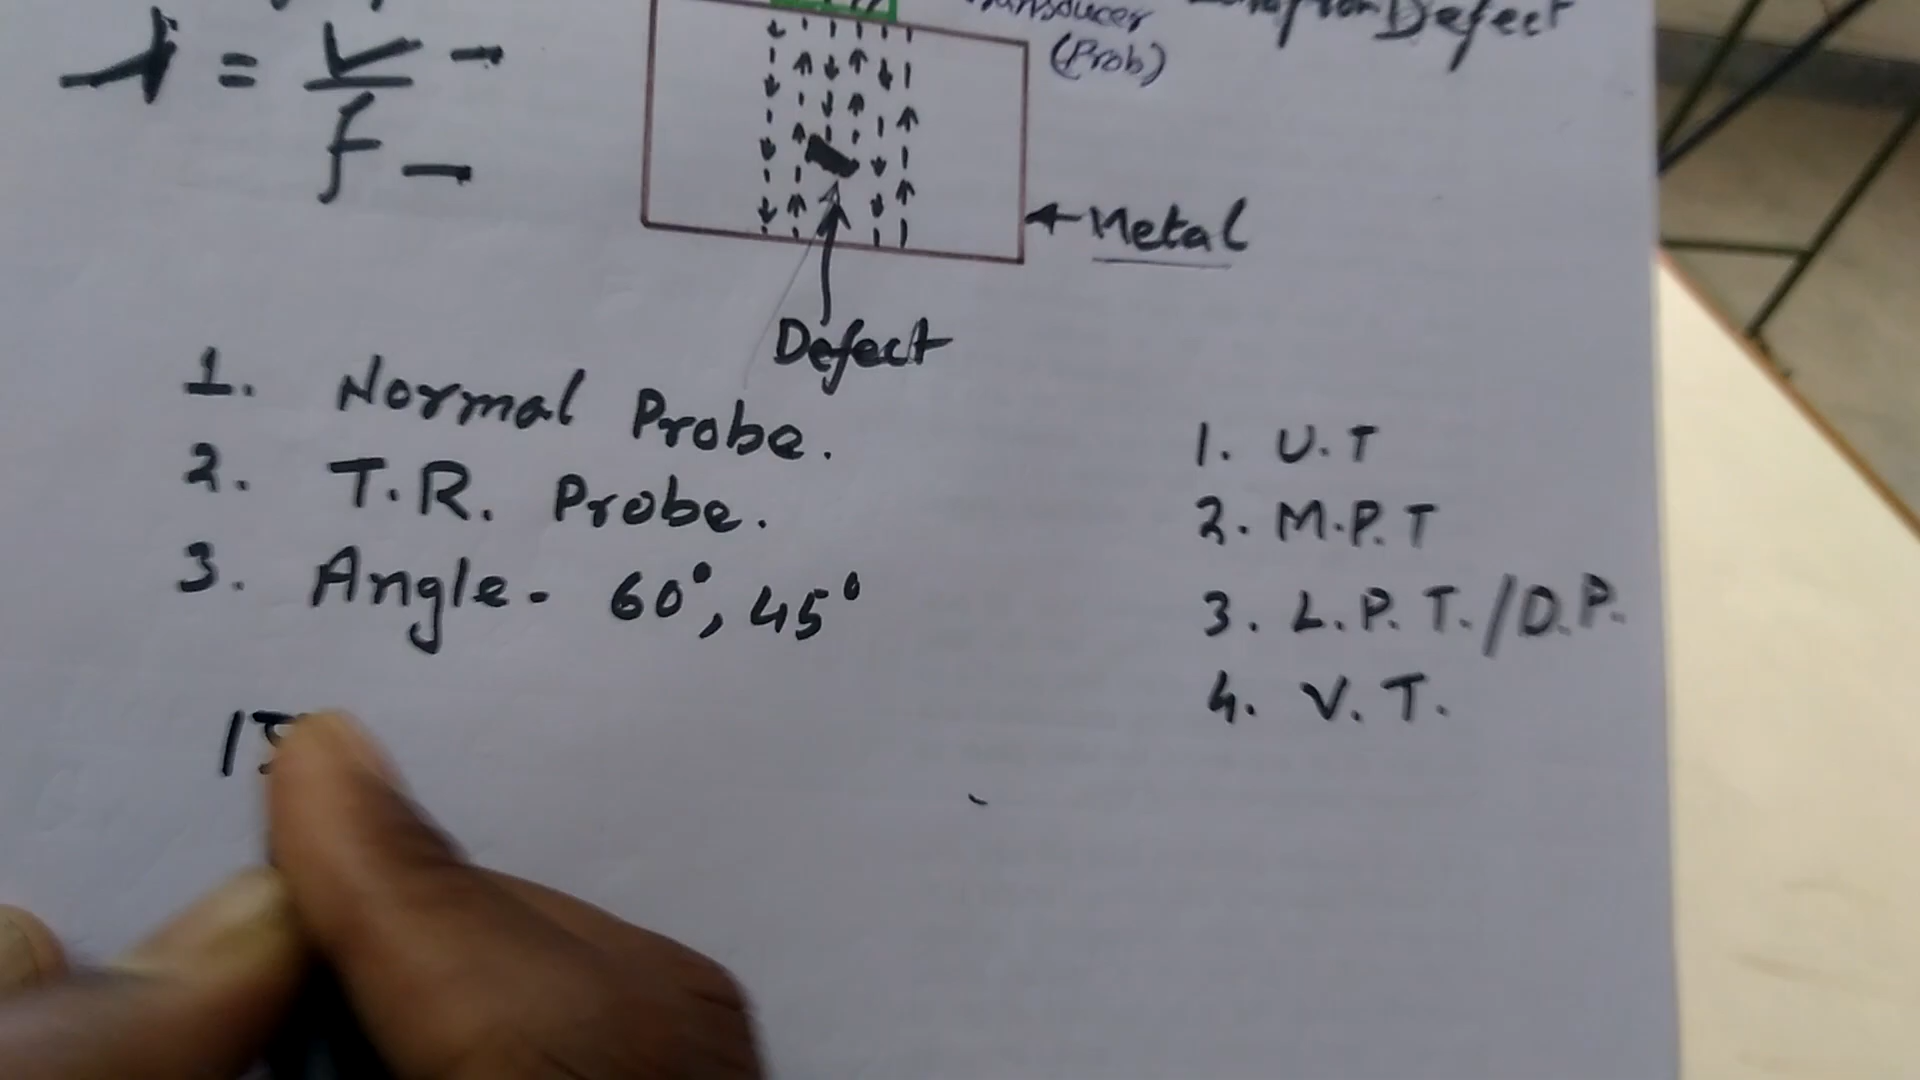 λ = V/f
(Prob)
Defect
Metal
Defect
1. Normal Probe.
2. T.R. Probe.
3. Angle- 60°, 45°
1. U.T
2. M.P.T
3. L.P.T./D.P.
4. V.T.